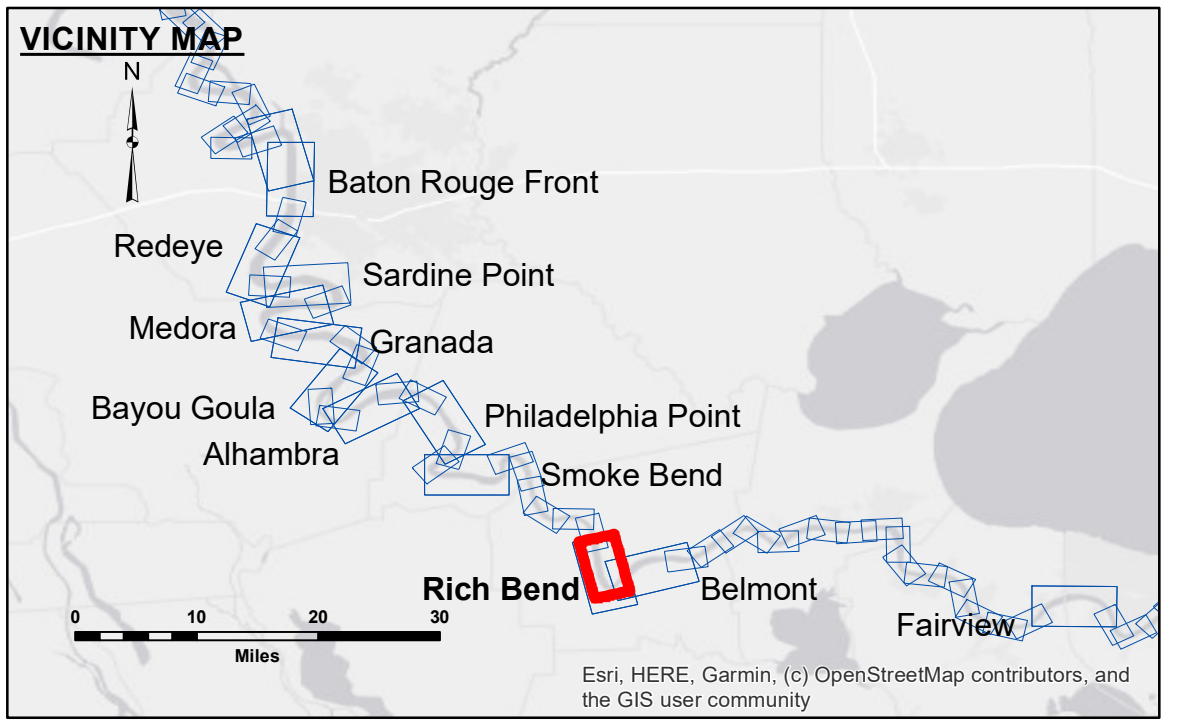 VICINITY MAP
N
Baton Rouge Front
Redeye
Sardine Point
Medora
Granada
Bayou Goula
Philadelphia Point
Alhambra
Smoke Bend
Rich Bend
Belmont
Fairview
0 10 20 30
Miles
Esri, HERE, Garmin, (c) OpenStreetMap contributors, and
the GIS user community